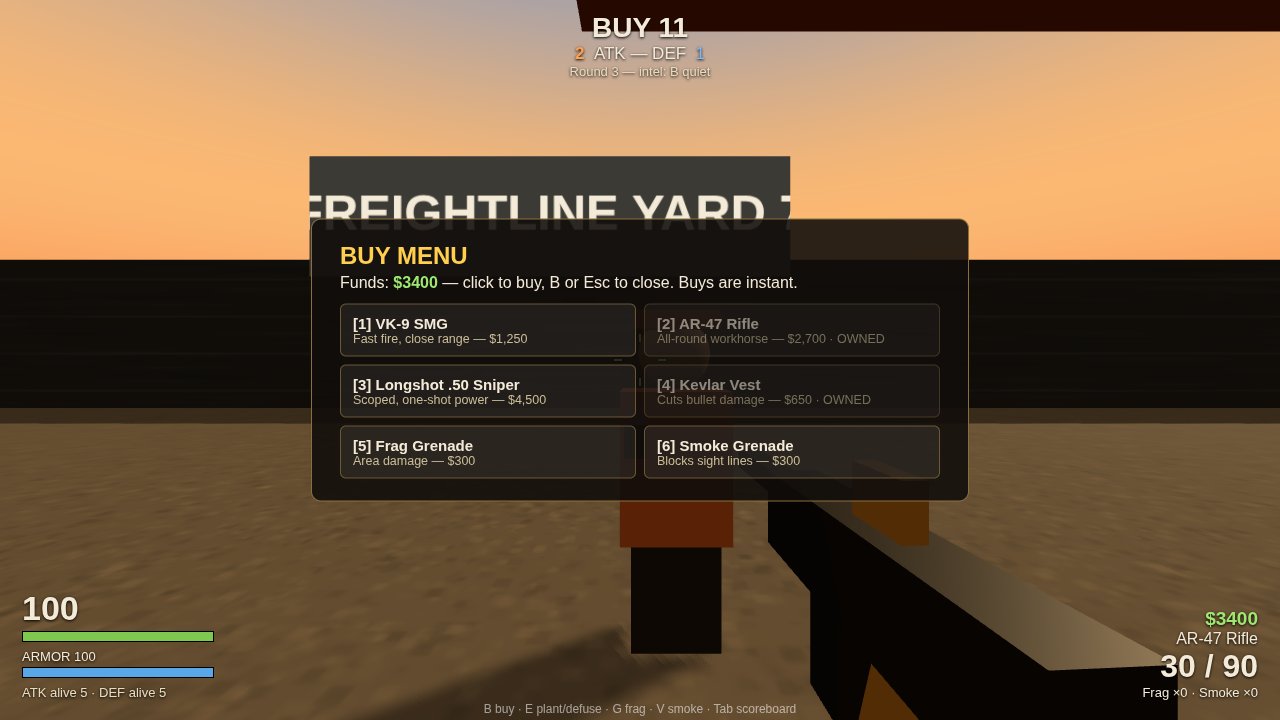 BUY 11
2 ATK — DEF 1
Round 3 — intel: B quiet
FREIGHTLINE YARD 7
BUY MENU
Funds: $3400 — click to buy, B or Esc to close. Buys are instant.
[1] VK-9 SMG
Fast fire, close range — $1,250
[2] AR-47 Rifle
All-round workhorse — $2,700 · OWNED
[3] Longshot .50 Sniper
Scoped, one-shot power — $4,500
[4] Kevlar Vest
Cuts bullet damage — $650 · OWNED
[5] Frag Grenade
Area damage — $300
[6] Smoke Grenade
Blocks sight lines — $300
100
ARMOR 100
ATK alive 5 · DEF alive 5
$3400
AR-47 Rifle
30 / 90
Frag ×0 · Smoke ×0
B buy · E plant/defuse · G frag · V smoke · Tab scoreboard